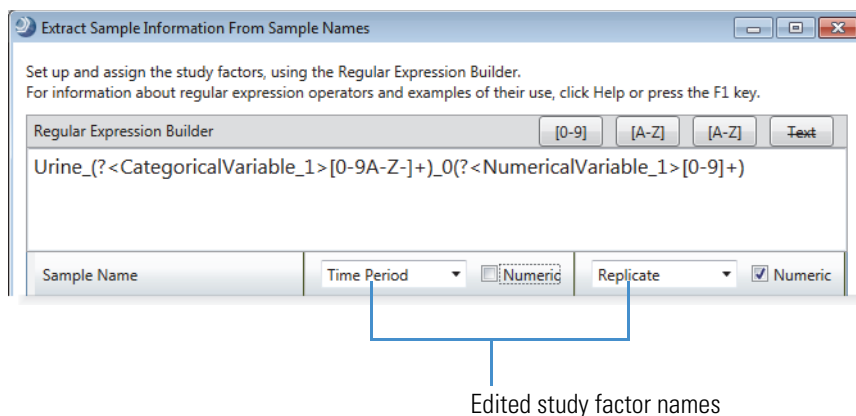 Extract Sample Information From Sample Names
Set up and assign the study factors, using the Regular Expression Builder.
For information about regular expression operators and examples of their use, click Help or press the F1 key.
Regular Expression Builder [0-9] [A-Z] [A-Z] Text
Urine_(?<CategoricalVariable_1>[0-9A-Z-]+)_0(?<NumericalVariable_1>[0-9]+)
Sample Name Time Period Numeric Replicate Numeric
Edited study factor names